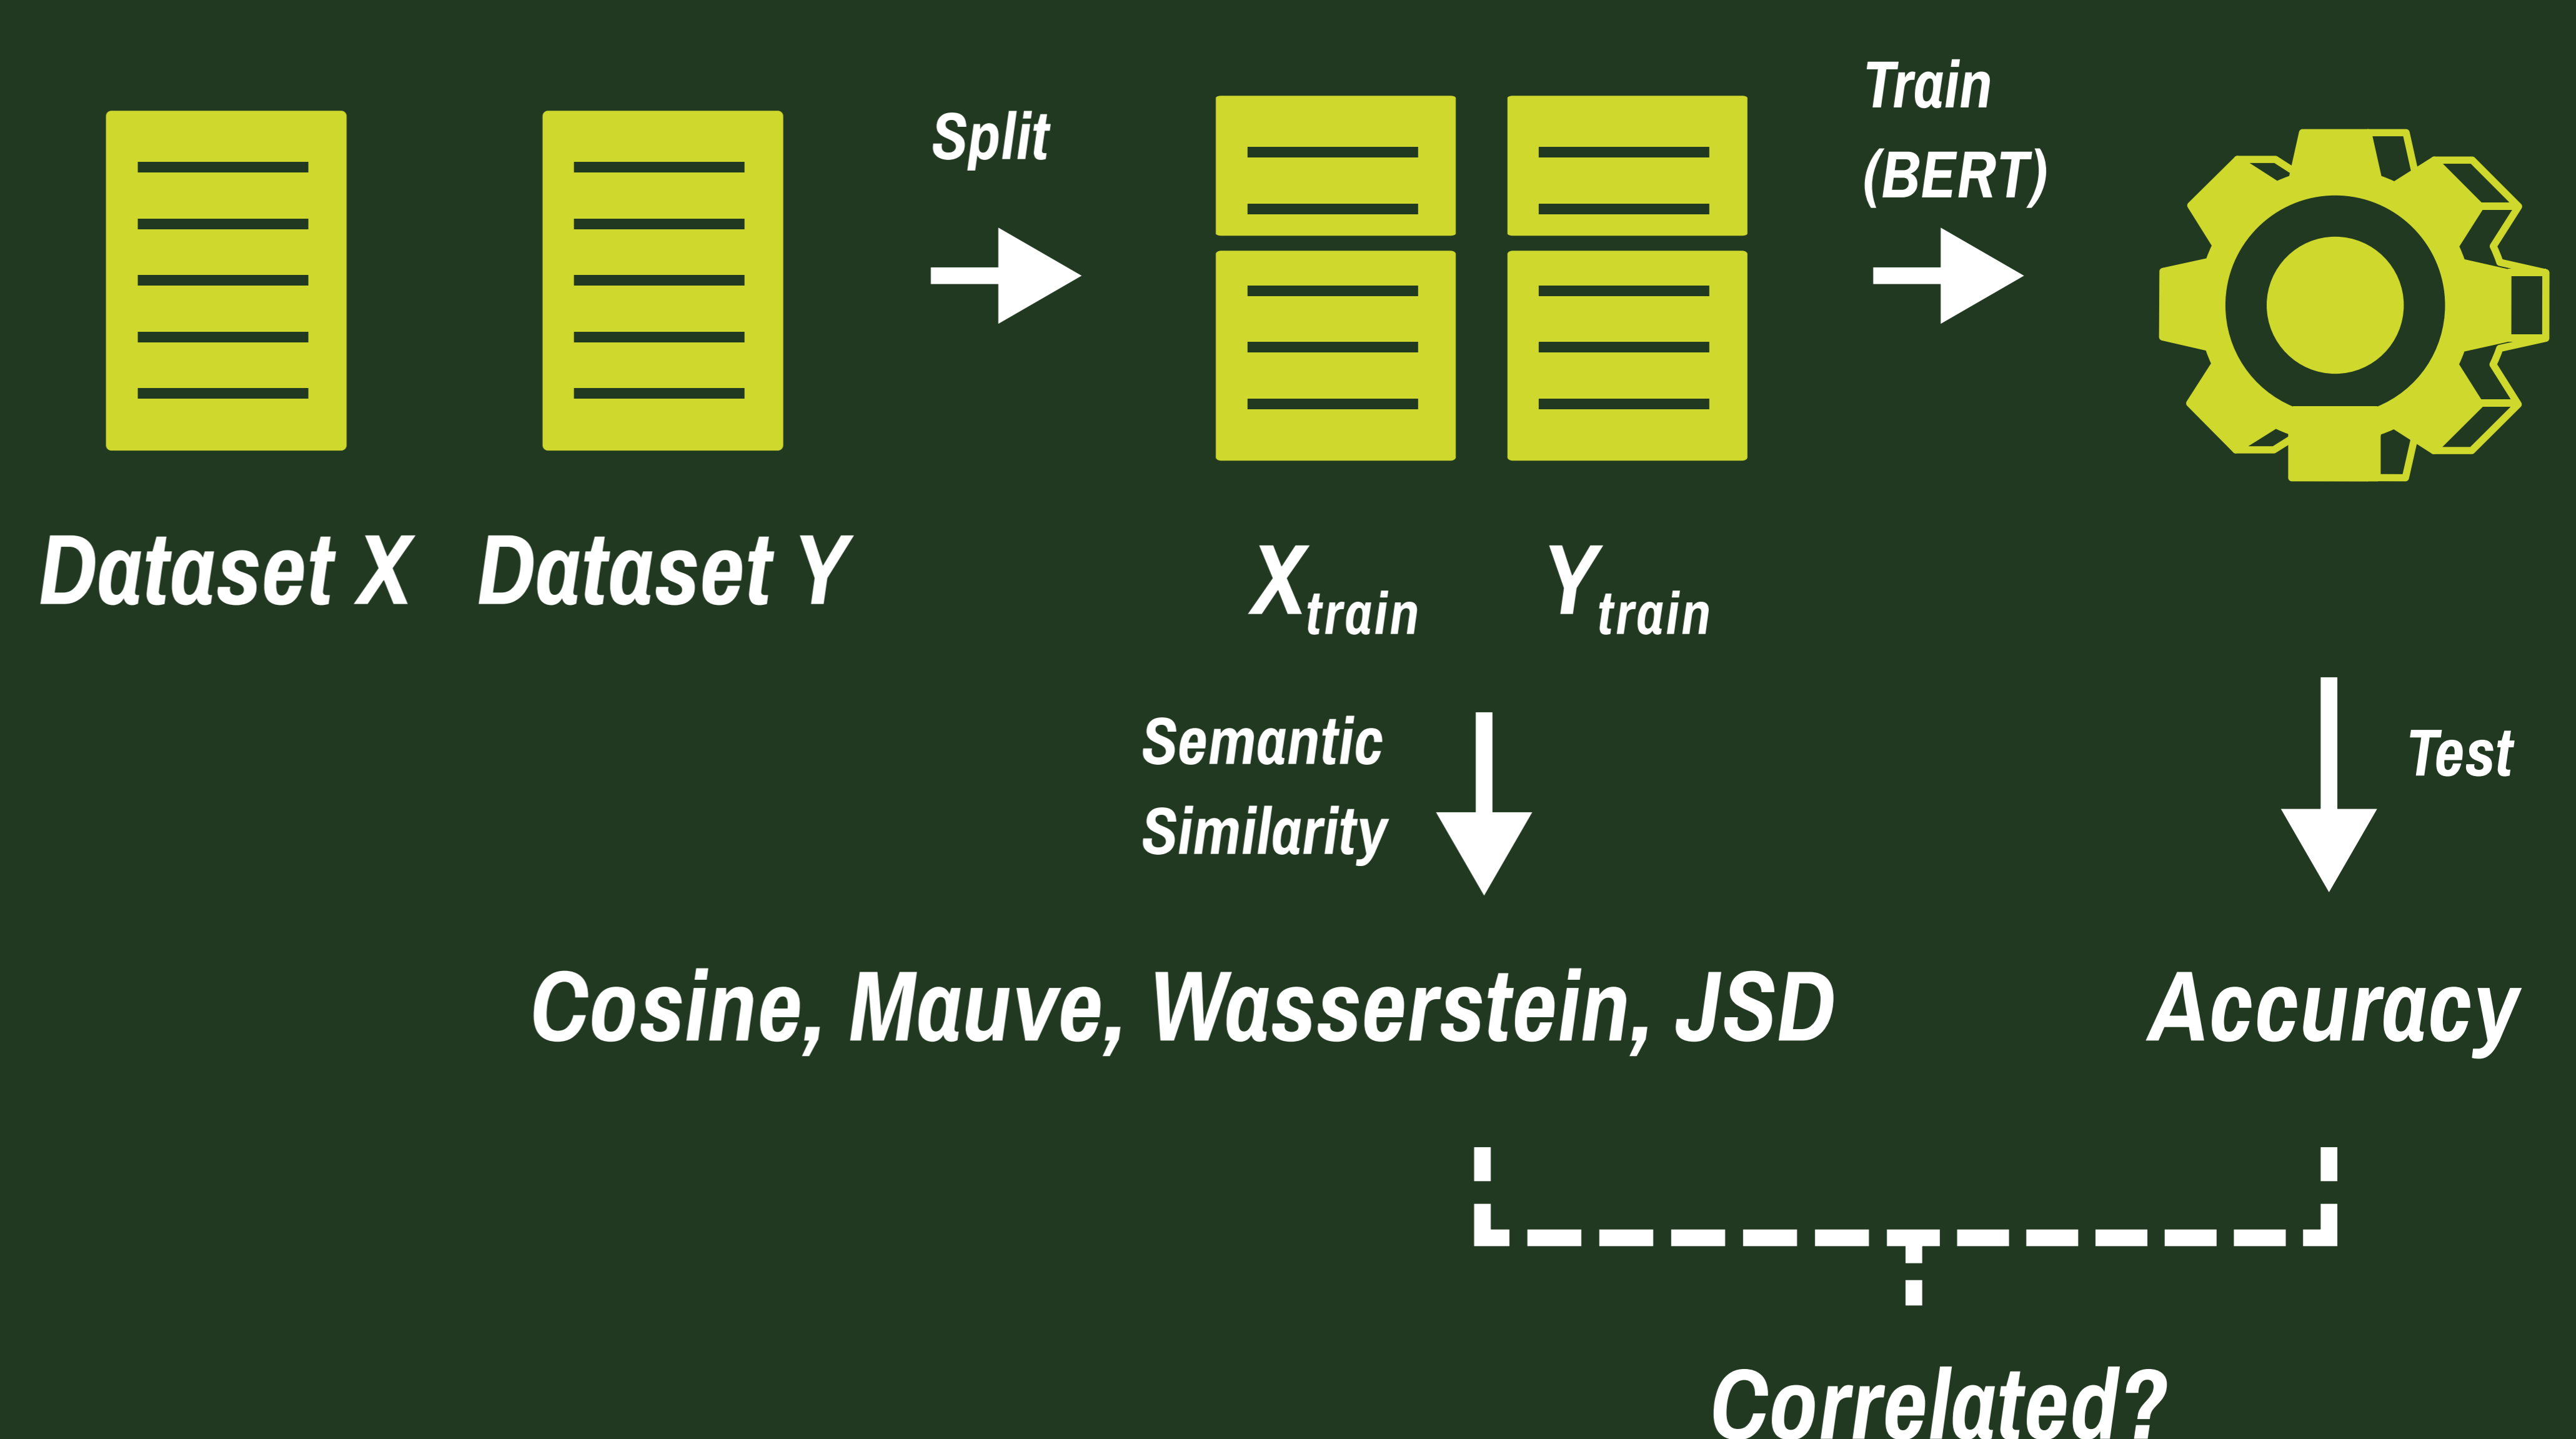 Split
Train
(BERT)
Dataset X
Dataset Y
Xtrain
Ytrain
Semantic
Similarity
Test
Cosine, Mauve, Wasserstein, JSD
Accuracy
Correlated?